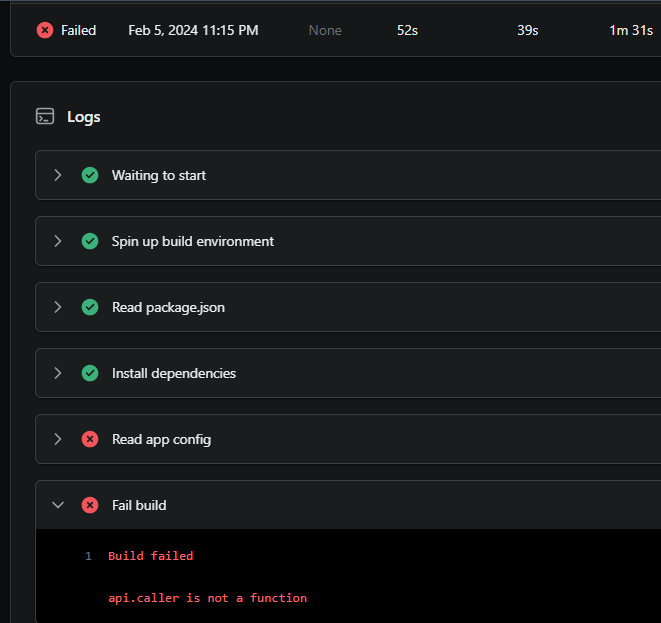 Failed Feb 5, 2024 11:15 PM None 52s 39s 1m 31s
Logs
Waiting to start
Spin up build environment
Read package.json
Install dependencies
Read app config
Fail build
1 Build failed
api.caller is not a function